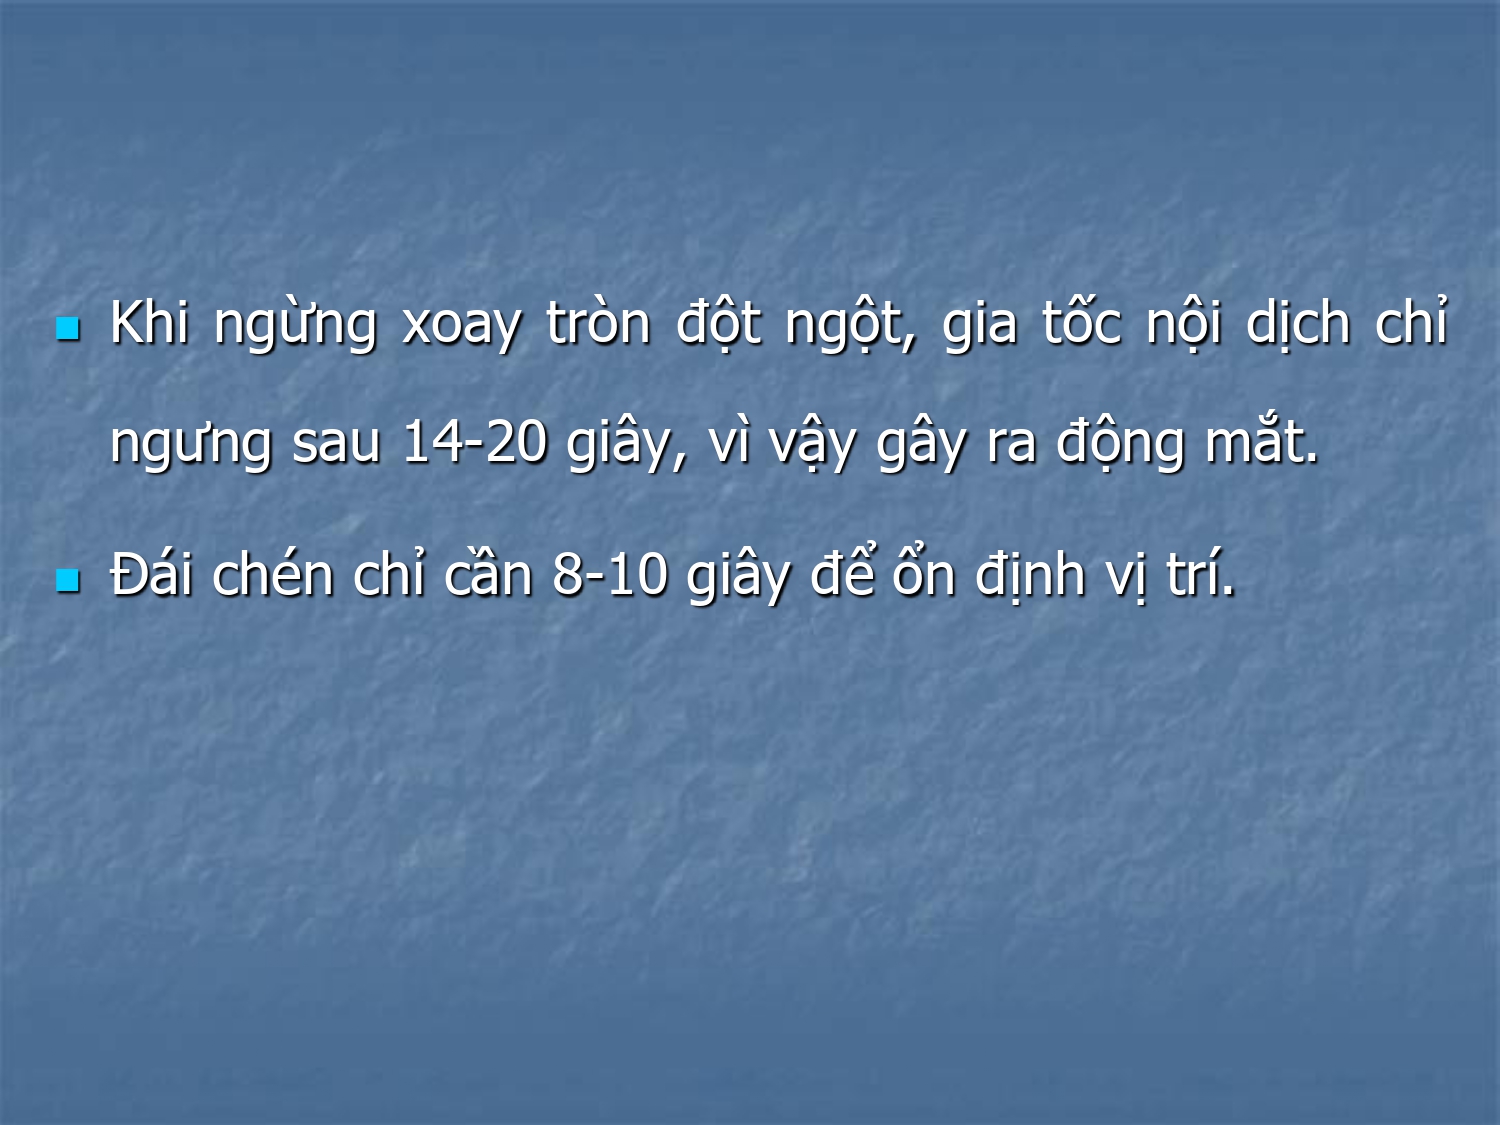 Khi ngừng xoay tròn đột ngột, gia tốc nội dịch chỉ
ngưng sau 14-20 giây, vì vậy gây ra động mắt.
Đái chén chỉ cần 8-10 giây để ổn định vị trí.